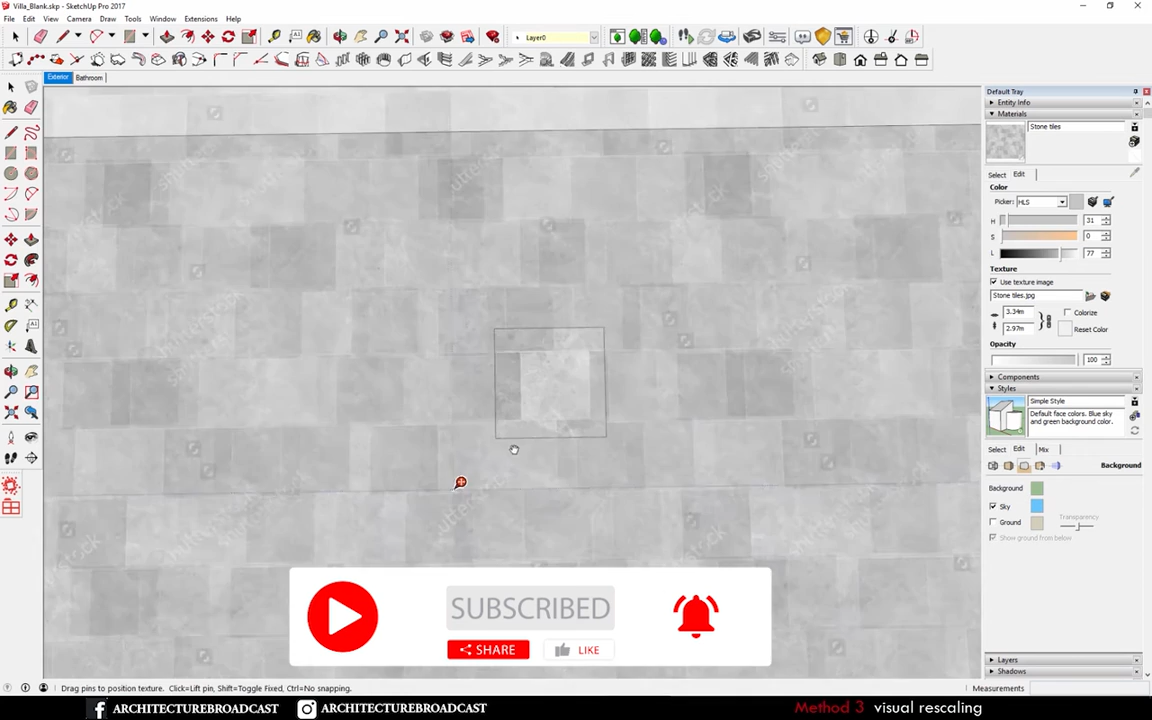 Villa_Blank.skp - SketchUp Pro 2017
File Edit View Camera Draw Tools Window Extensions Help
Layer0
Exterior Bathroom
Default Tray
Entity Info
Materials
Stone tiles
Select Edit
Color
Picker: HLS
H 31
S 0
L 77
Texture
Use texture image
Stone tiles.jpg
3.34m Colorize
2.97m Reset Color
Opacity
100
Components
Styles
Simple Style
Default face colors. Blue sky
and green background color.
Select Edit Mix
Background
Background
Sky
Transparency
Ground
Show ground from below
SUBSCRIBED
SHARE LIKE
Layers
Shadows
Drag pins to position texture. Click=Lift pin, Shift=Toggle Fixed, Ctrl=No snapping.
Measurements
ARCHITECTUREBROADCAST ARCHITECTUREBROADCAST Method 3 visual rescaling